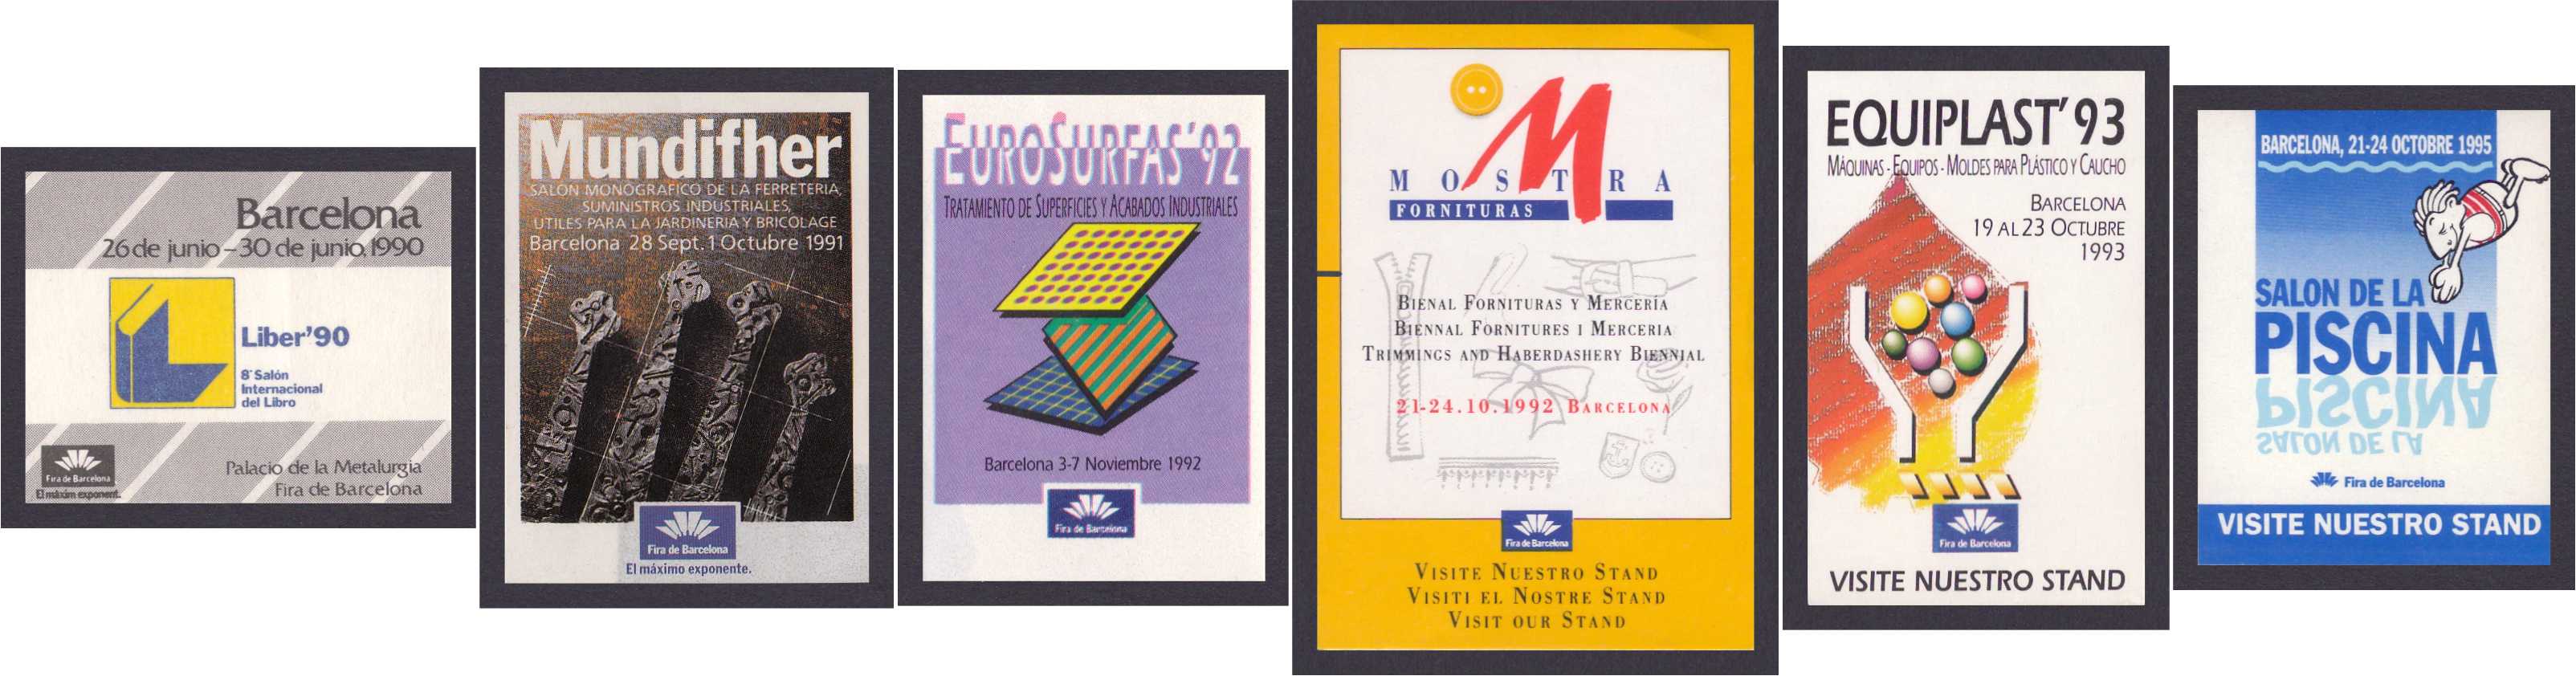 Barcelona
26 de junio - 30 de junio, 1990
Liber'90
8º Salón
Internacional
del Libro
Fira de Barcelona
El màxim exponent.
Palacio de la Metalurgia
Fira de Barcelona
Mundifher
SALON MONOGRAFICO DE LA FERRETERIA,
SUMINISTROS INDUSTRIALES,
UTILES PARA LA JARDINERIA Y BRICOLAGE
Barcelona 28 Sept. 1 Octubre 1991
Fira de Barcelona
El máximo exponente.
EUROSURFAS'92
TRATAMIENTO DE SUPERFICIES Y ACABADOS INDUSTRIALES
Barcelona 3-7 Noviembre 1992
Fira de Barcelona
M
MOSTRA
FORNITURAS
BIENAL FORNITURAS Y MERCERÍA
BIENNAL FORNITURES I MERCERIA
TRIMMINGS AND HABERDASHERY BIENNIAL
21-24.10.1992 BARCELONA
Fira de Barcelona
VISITE NUESTRO STAND
VISITI EL NOSTRE STAND
VISIT OUR STAND
EQUIPLAST'93
MÁQUINAS - EQUIPOS - MOLDES PARA PLÁSTICO Y CAUCHO
BARCELONA
19 AL 23 OCTUBRE
1993
Fira de Barcelona
VISITE NUESTRO STAND
BARCELONA, 21-24 OCTOBRE 1995
SALON DE LA
PISCINA
PISCINA
SALON DE LA
Fira de Barcelona
VISITE NUESTRO STAND